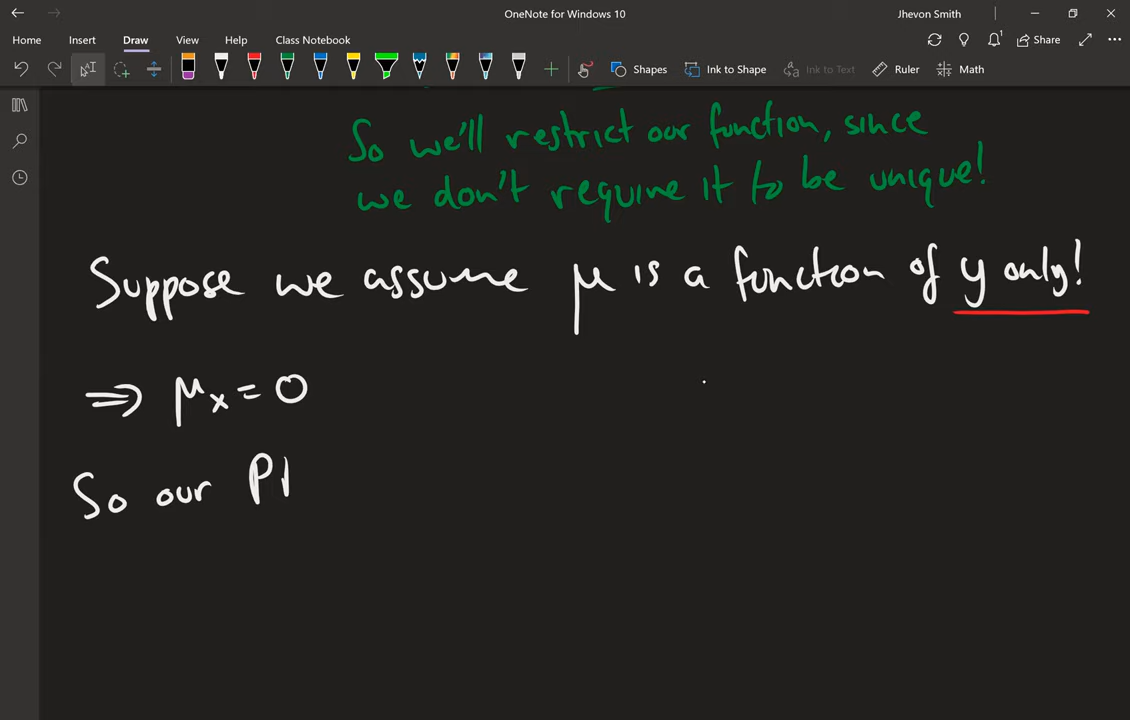 OneNote for Windows 10
Jhevon Smith
Home Insert Draw View Help Class Notebook
Share
Shapes
Ink to Shape
Ink to Text
Ruler
Math
So we'll restrict our function, since
we don't require it to be unique!
Suppose we assume μ is a function of y only!
⇒ μₓ = 0
So our P